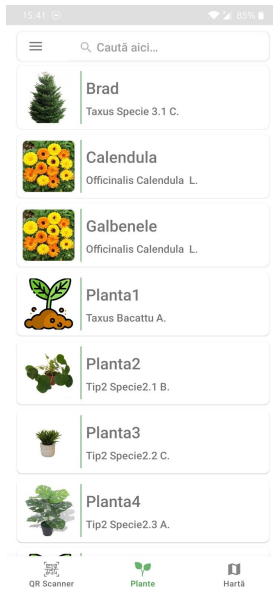 15:41
85%
Caută aici...
Brad
Taxus Specie 3.1 C.
Calendula
Officinalis Calendula L.
Galbenele
Officinalis Calendula L.
Planta1
Taxus Bacattu A.
Planta2
Tip2 Specie2.1 B.
Planta3
Tip2 Specie2.2 C.
Planta4
Tip2 Specie2.3 A.
QR Scanner
Plante
Hartă